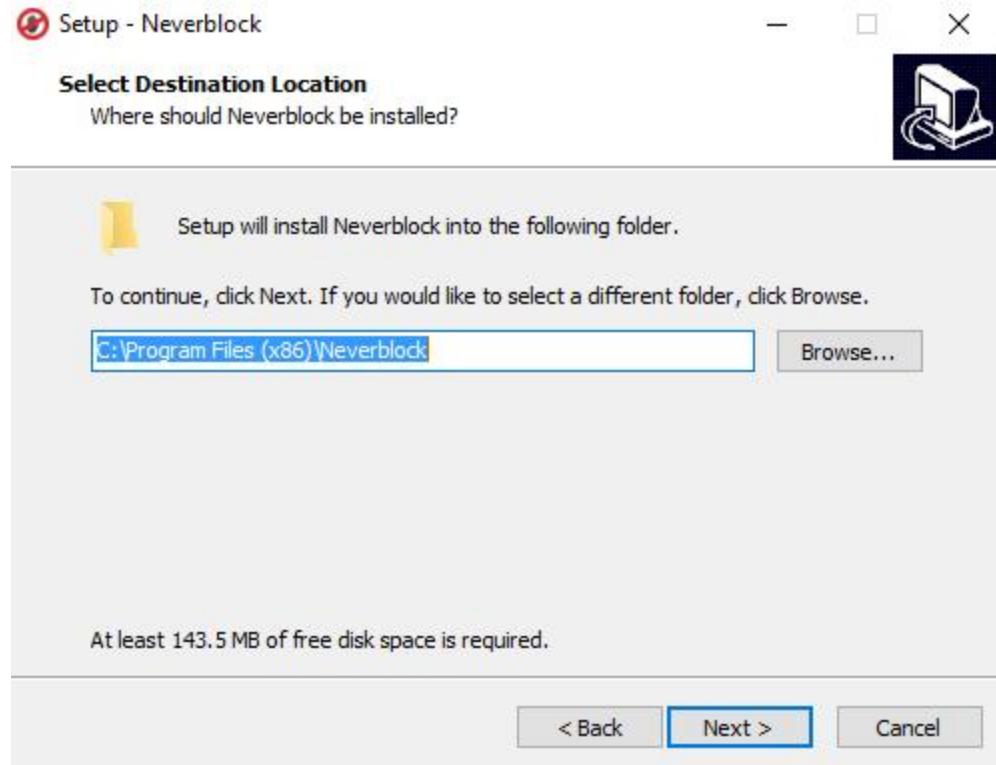 Setup - Neverblock
Select Destination Location
Where should Neverblock be installed?
Setup will install Neverblock into the following folder.
To continue, click Next. If you would like to select a different folder, click Browse.
C:\Program Files (x86)\Neverblock
Browse...
At least 143.5 MB of free disk space is required.
< Back
Next >
Cancel